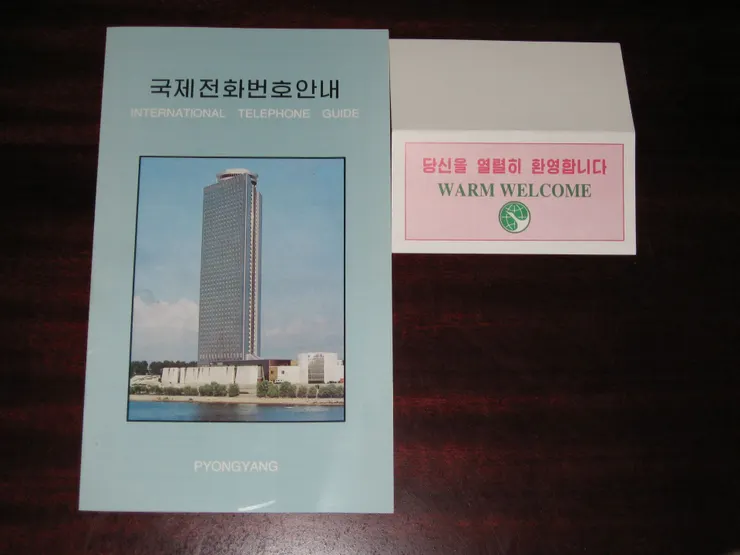 국제전화번호안내
INTERNATIONAL TELEPHONE GUIDE
PYONGYANG
당신을 열렬히 환영합니다
WARM WELCOME